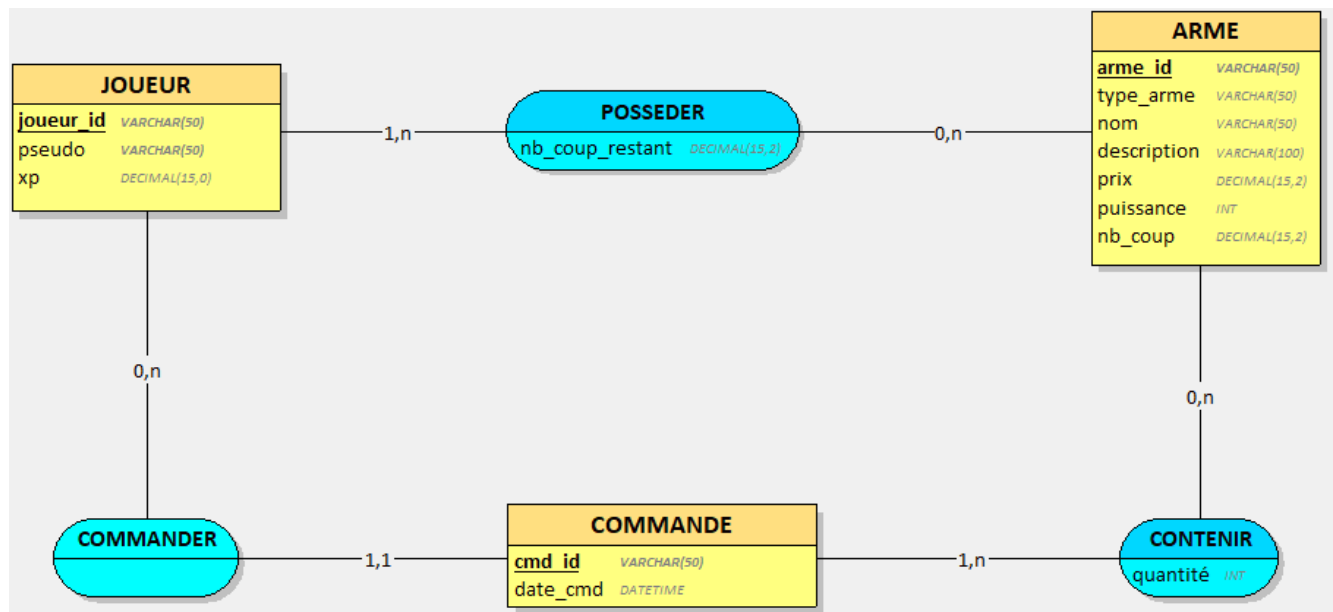 JOUEUR
joueur_id VARCHAR(50)
pseudo VARCHAR(50)
xp DECIMAL(15,0)
1,n
POSSEDER
nb_coup_restant DECIMAL(15,2)
0,n
ARME
arme_id VARCHAR(50)
type_arme VARCHAR(50)
nom VARCHAR(50)
description VARCHAR(100)
prix DECIMAL(15,2)
puissance INT
nb_coup DECIMAL(15,2)
0,n
0,n
COMMANDER
1,1
COMMANDE
cmd_id VARCHAR(50)
date_cmd DATETIME
1,n
CONTENIR
quantité INT